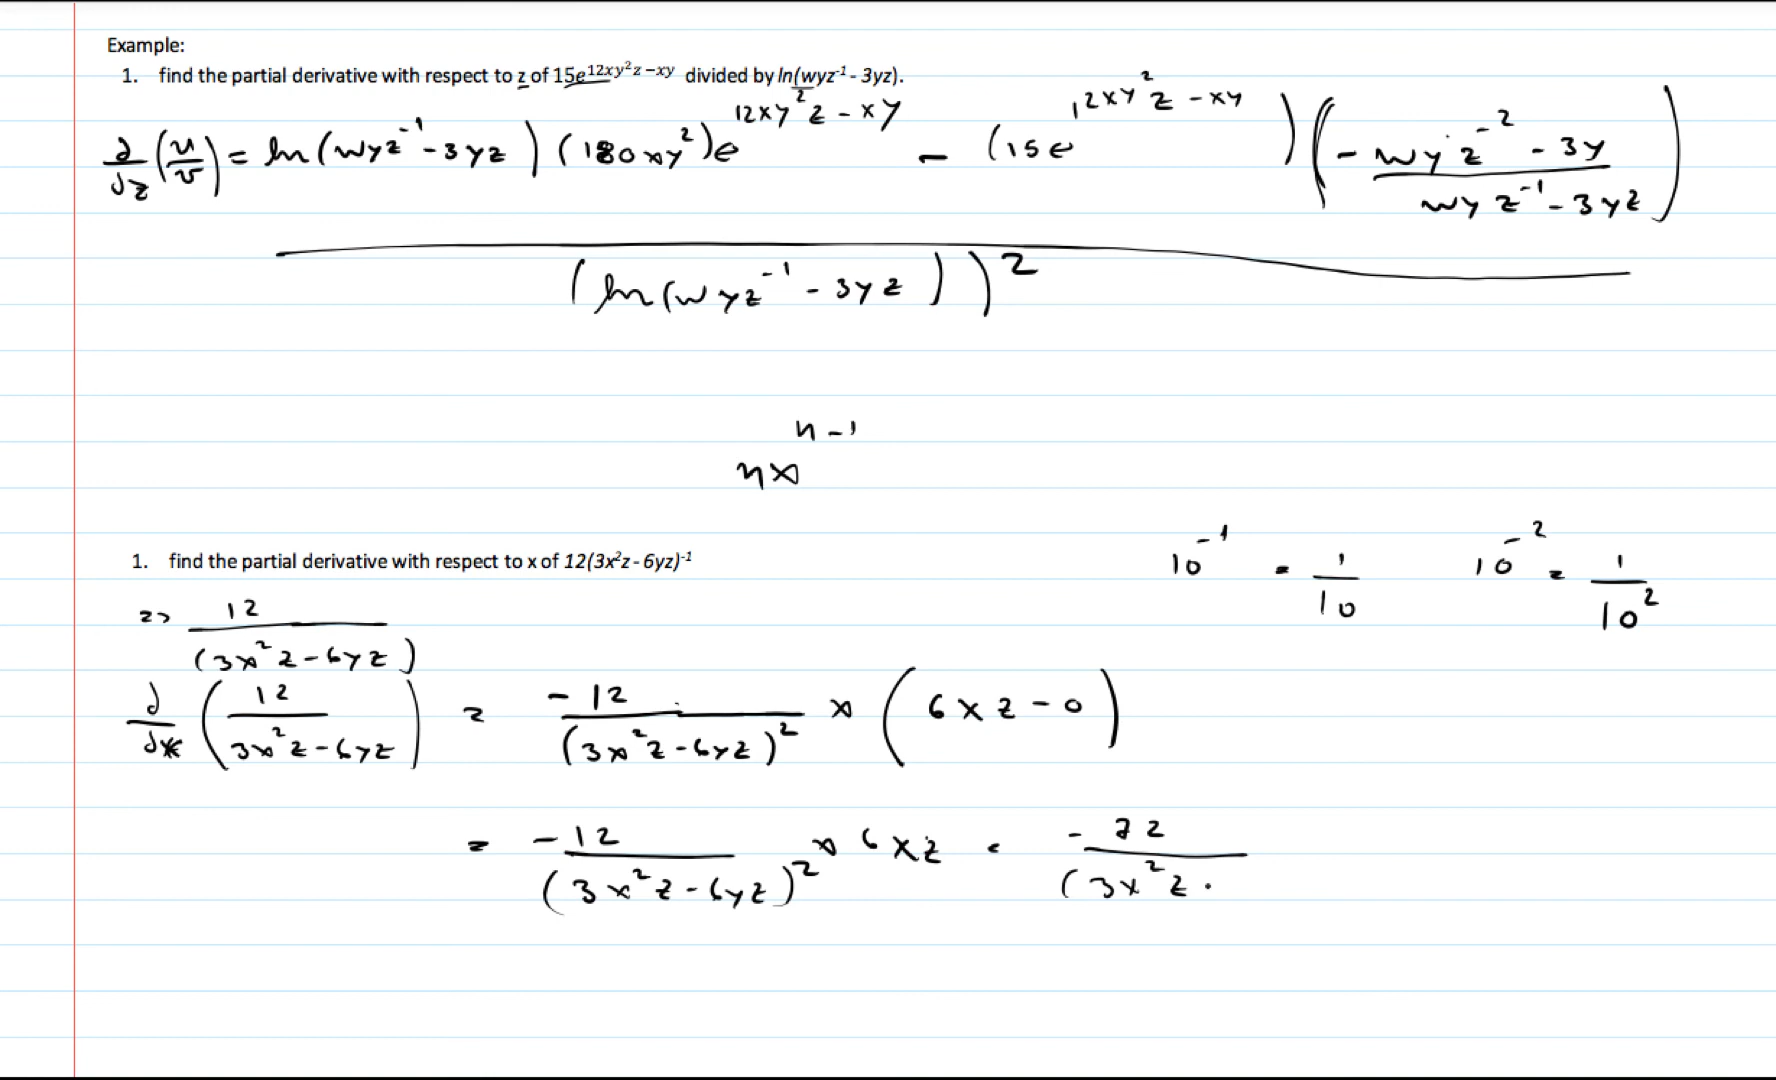 Example:
1. find the partial derivative with respect to z of 15e^12xy²z−xy divided by ln(wyz⁻¹ - 3yz).
∂/∂z (u/v) = ln(wyz⁻¹ - 3yz) (180xy²)e^12xy²z - xy - (15e^12xy²z - xy) (- wyz⁻² - 3y / wyz⁻¹ - 3yz)
(ln(wyz⁻¹ - 3yz))²
nx^n-1
10⁻¹ = 1/10 10⁻² = 1/10²
1. find the partial derivative with respect to x of 12(3x²z - 6yz)⁻¹
=> 12/(3x²z - 6yz)
∂/∂x (12/3x²z - 6yz) = -12/(3x²z - 6yz)² × (6xz - 0)
= -12/(3x²z - 6yz)² × 6xz = - 72/(3x²z -